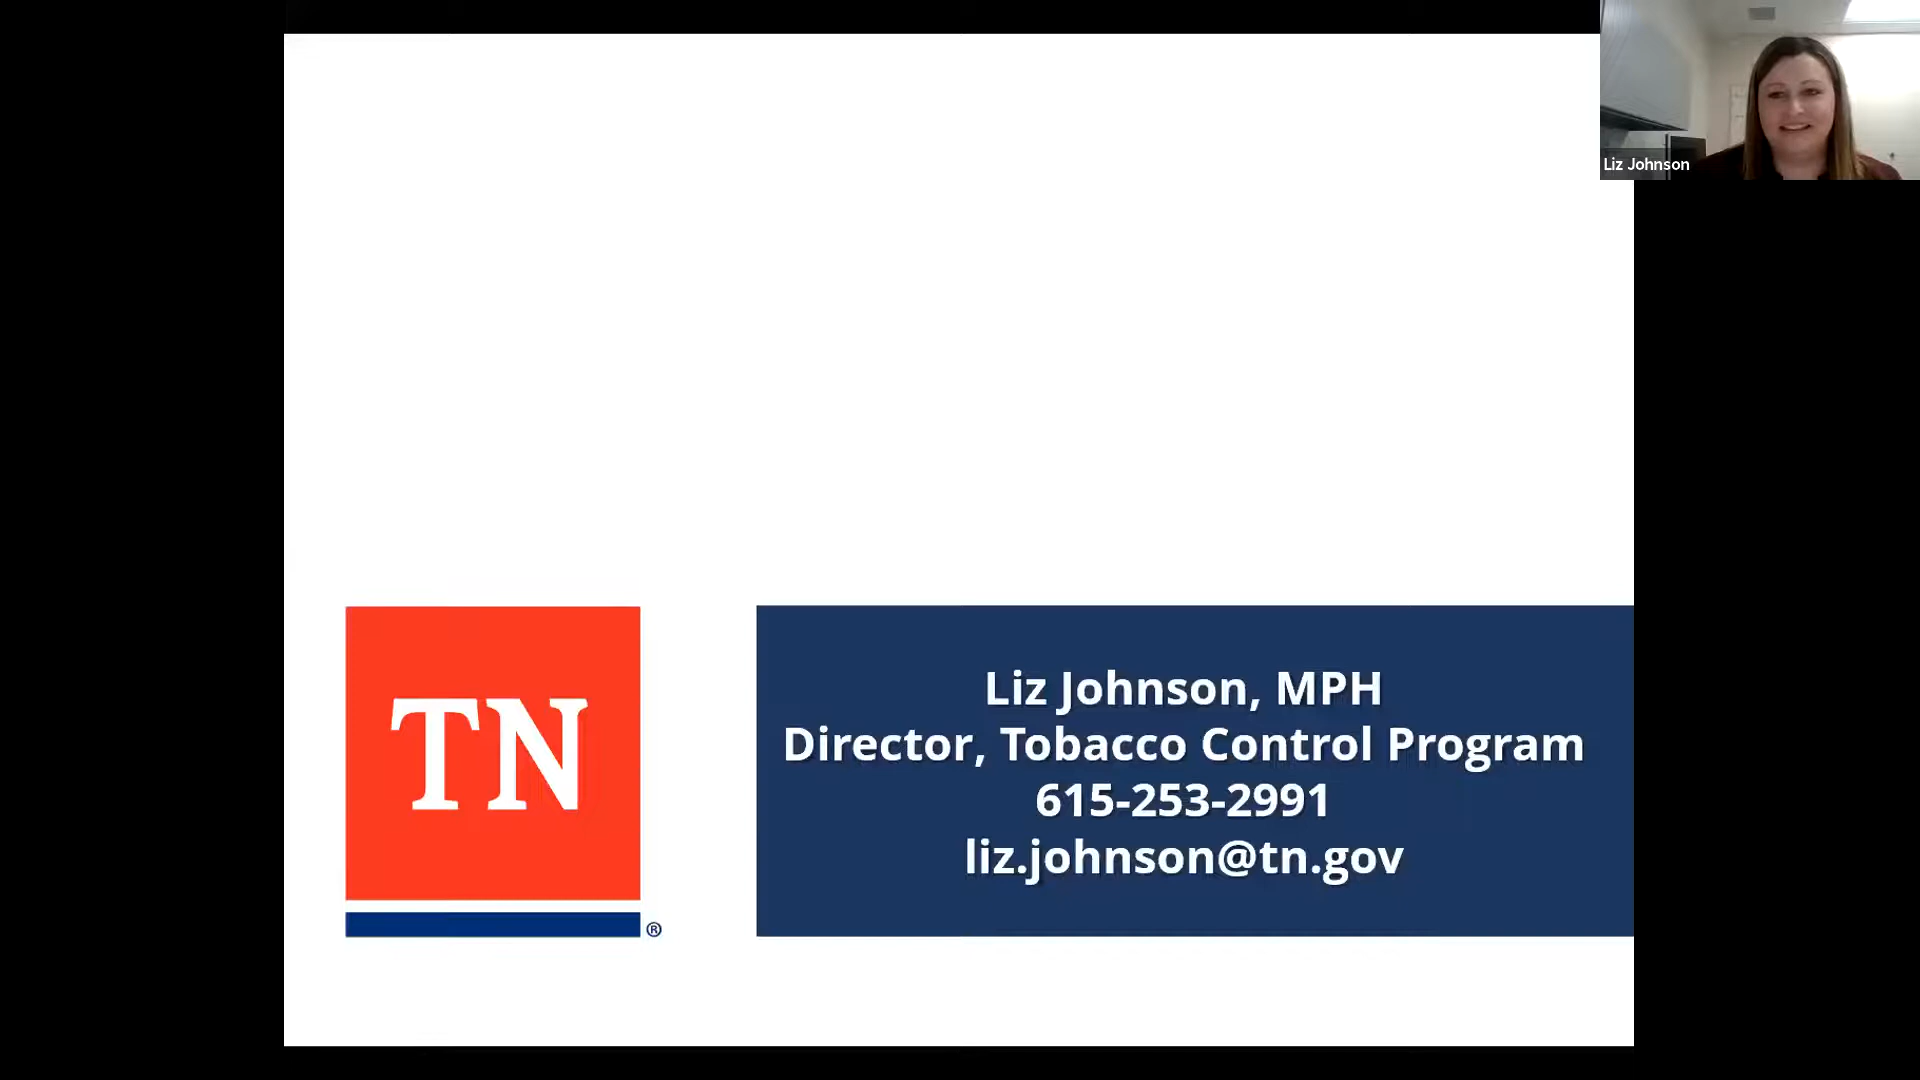 Liz Johnson
TN
®
Liz Johnson, MPH
Director, Tobacco Control Program
615-253-2991
liz.johnson@tn.gov